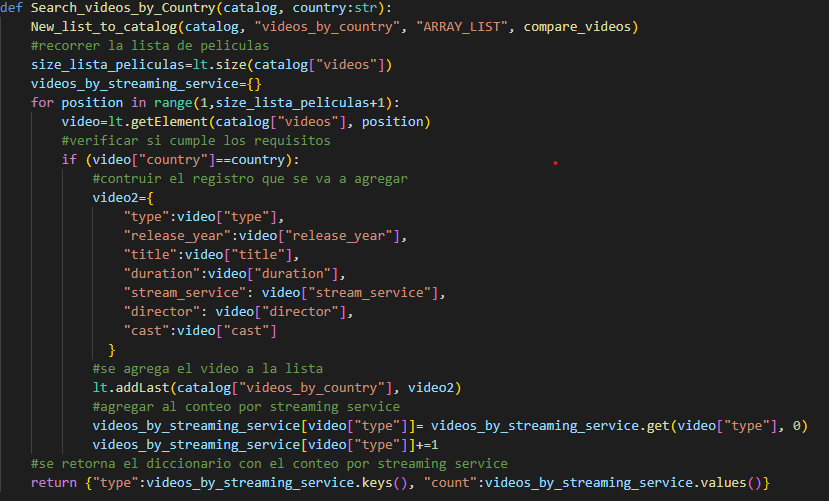 def Search_videos_by_Country(catalog, country:str):
    New_list_to_catalog(catalog, "videos_by_country", "ARRAY_LIST", compare_videos)
    #recorrer la lista de peliculas
    size_lista_peliculas=lt.size(catalog["videos"])
    videos_by_streaming_service={}
    for position in range(1,size_lista_peliculas+1):
        video=lt.getElement(catalog["videos"], position)
        #verificar si cumple los requisitos
        if (video["country"]==country):
            #contruir el registro que se va a agregar
            video2={
                "type":video["type"],
                "release_year":video["release_year"],
                "title":video["title"],
                "duration":video["duration"],
                "stream_service": video["stream_service"],
                "director": video["director"],
                "cast":video["cast"]
              }
            #se agrega el video a la lista
            lt.addLast(catalog["videos_by_country"], video2)
            #agregar al conteo por streaming service
            videos_by_streaming_service[video["type"]]= videos_by_streaming_service.get(video["type"], 0)
            videos_by_streaming_service[video["type"]]+=1
    #se retorna el diccionario con el conteo por streaming service
    return {"type":videos_by_streaming_service.keys(), "count":videos_by_streaming_service.values()}